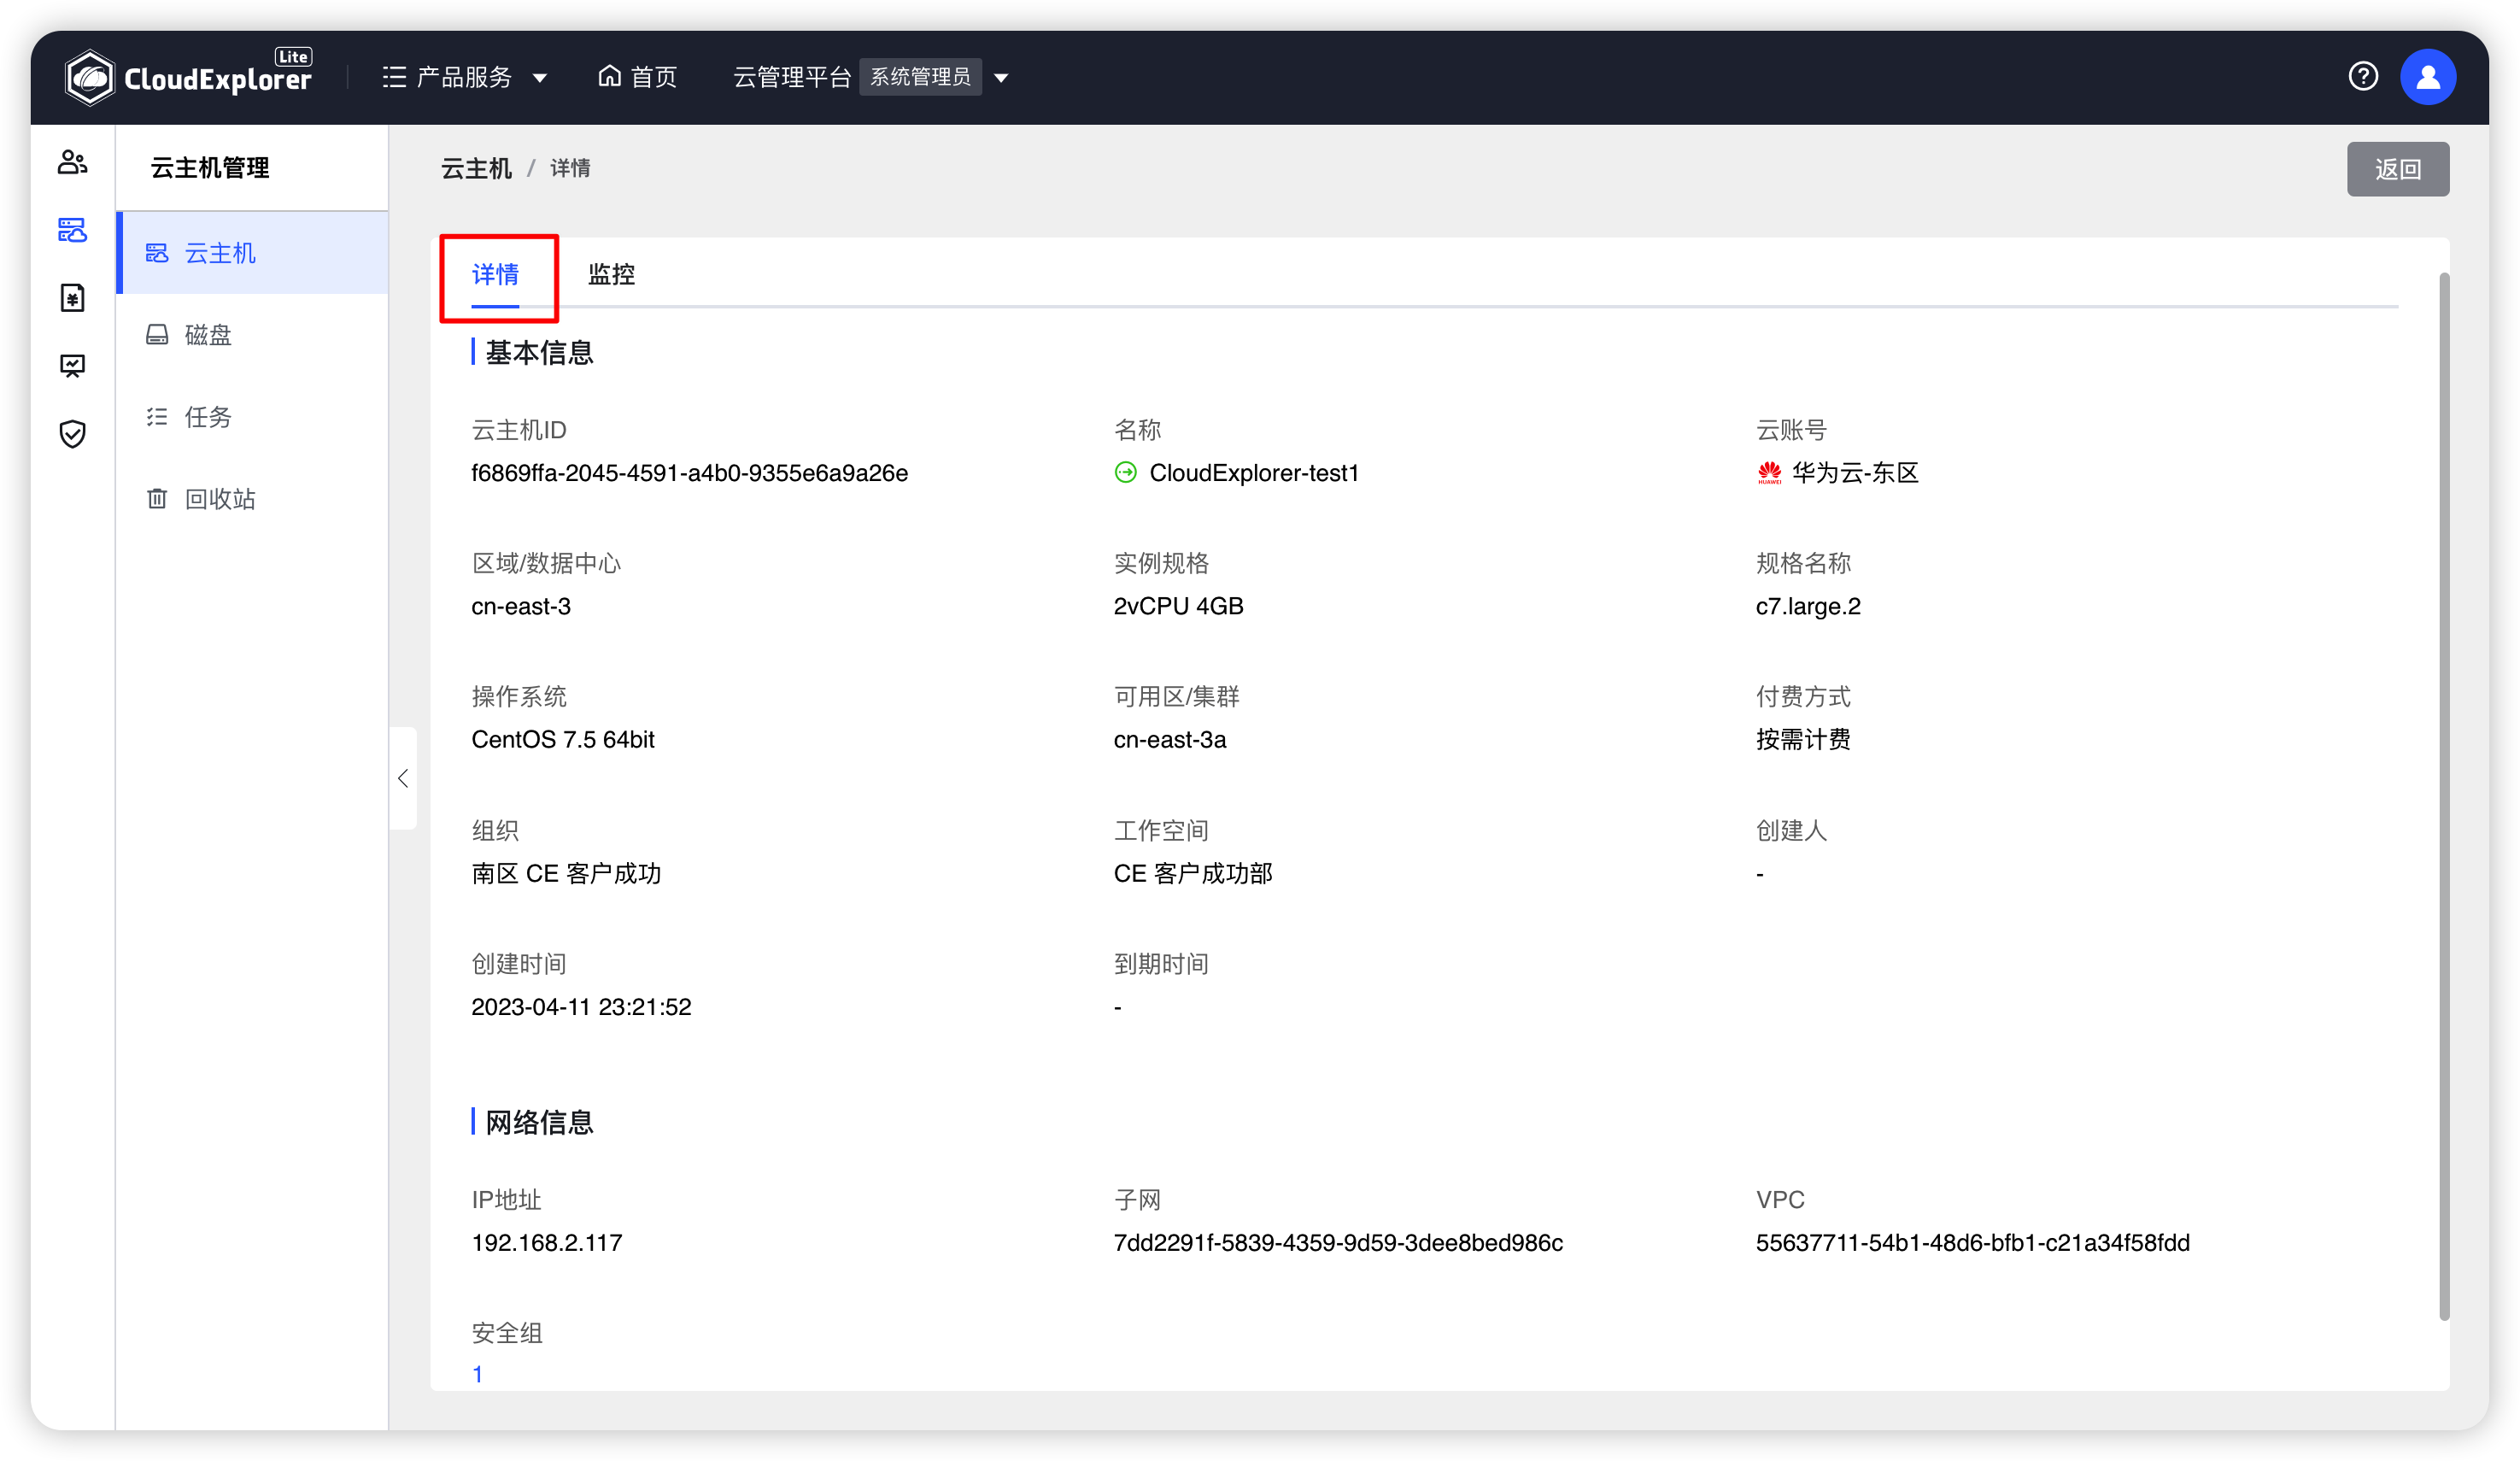 CloudExplorer Lite
产品服务
首页
云管理平台 系统管理员
云主机管理
云主机
磁盘
任务
回收站
云主机 / 详情
返回
详情 监控
基本信息
云主机ID 名称 云账号
f6869ffa-2045-4591-a4b0-9355e6a9a26e CloudExplorer-test1 HUAWEI 华为云-东区
区域/数据中心 实例规格 规格名称
cn-east-3 2vCPU 4GB c7.large.2
操作系统 可用区/集群 付费方式
CentOS 7.5 64bit cn-east-3a 按需计费
组织 工作空间 创建人
南区 CE 客户成功 CE 客户成功部 -
创建时间 到期时间
2023-04-11 23:21:52 -
网络信息
IP地址 子网 VPC
192.168.2.117 7dd2291f-5839-4359-9d59-3dee8bed986c 55637711-54b1-48d6-bfb1-c21a34f58fdd
安全组
1